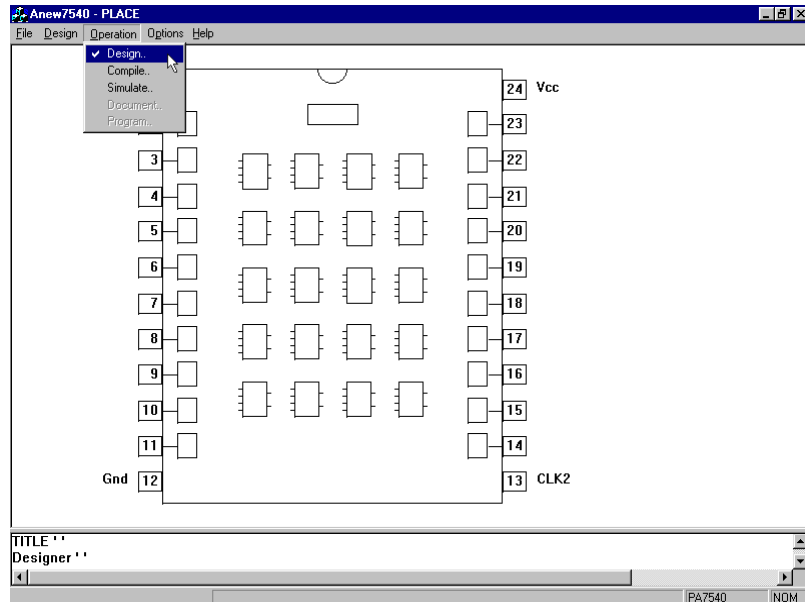 Anew7540 - PLACE
File Design Operation Options Help
Design..
Compile..
Simulate..
Document..
Program..
24 Vcc
23
3 22
4 21
5 20
6 19
7 18
8 17
9 16
10 15
11 14
Gnd 12 13 CLK2
TITLE ' '
Designer ' '
PA7540 NOM